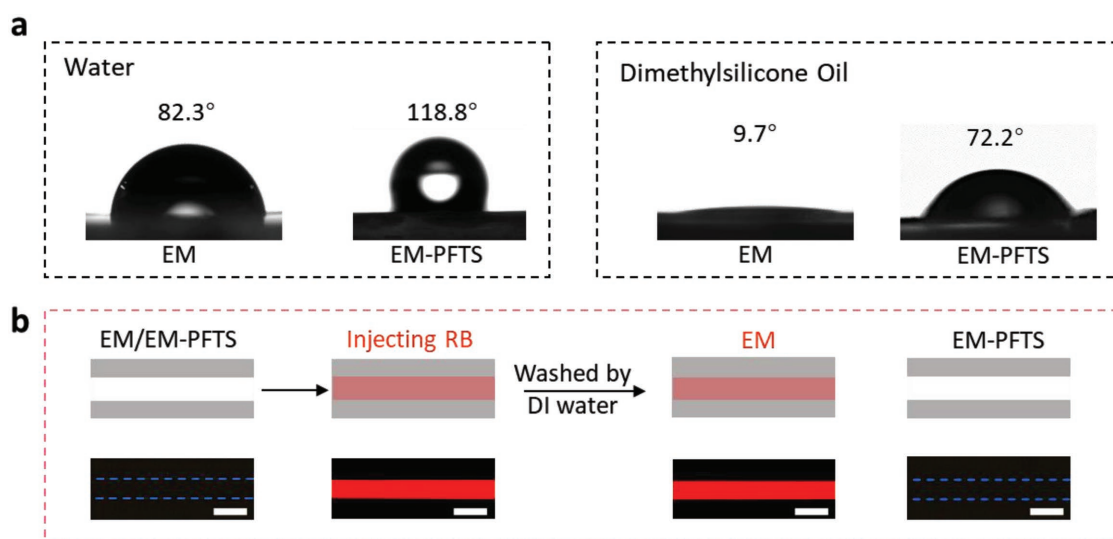 a
Water
82.3°
118.8°
EM
EM-PFTS
Dimethylsilicone Oil
9.7°
72.2°
EM
EM-PFTS
b
EM/EM-PFTS
Injecting RB
Washed by
DI water
EM
EM-PFTS